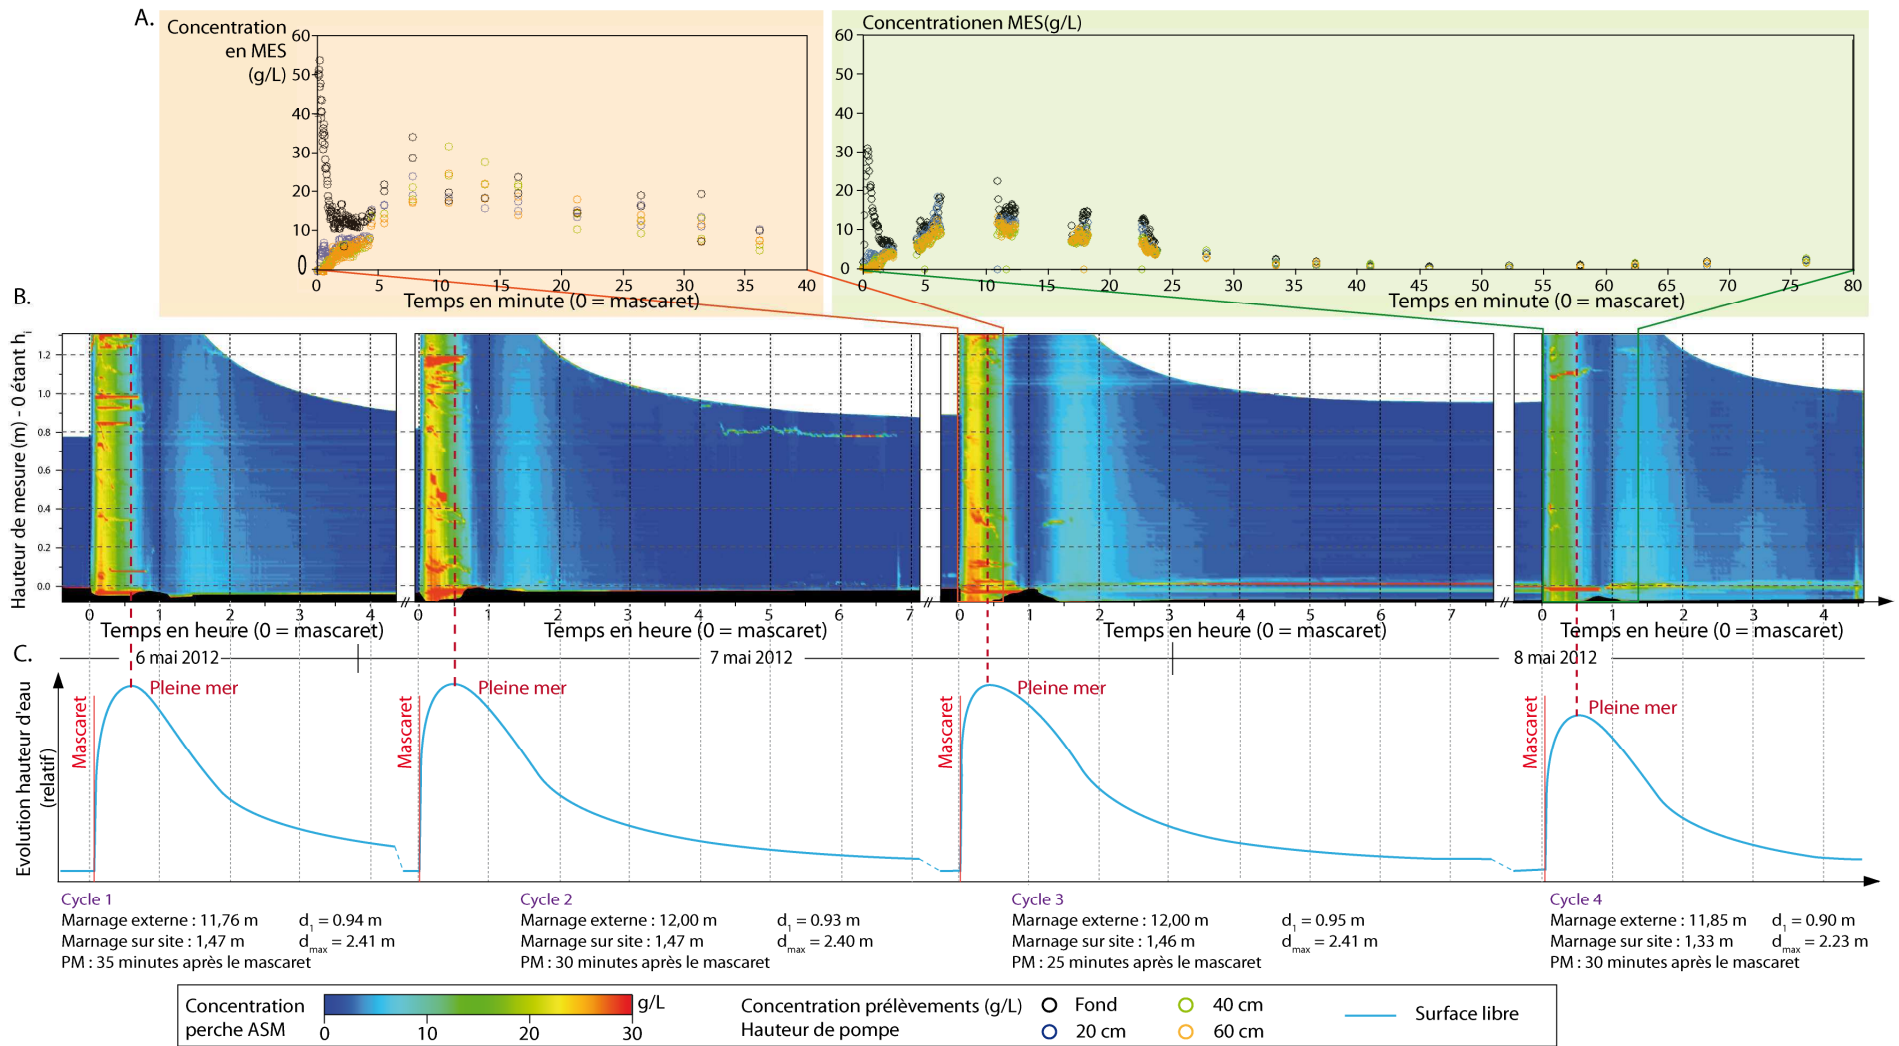 A.
Concentration
en MES
(g/L)
60
50
40
30
20
10
0
0 5 10 15 20 25 30 35 40
Temps en minute (0 = mascaret)
Concentrationen MES(g/L)
60
50
40
30
20
10
0
0 5 10 15 20 25 30 35 40 45 50 55 60 65 70 75 80
Temps en minute (0 = mascaret)
B.
Hauteur de mesure (m) - 0 étant hi
1.2
1.0
0.8
0.6
0.4
0.2
0.0
0 1 2 3 4 // 0 1 2 3 4 5 6 7 // 0 1 2 3 4 5 6 7 // 0 1 2 3 4
Temps en heure (0 = mascaret)
Temps en heure (0 = mascaret)
Temps en heure (0 = mascaret)
Temps en heure (0 = mascaret)
C.
6 mai 2012
7 mai 2012
8 mai 2012
Evolution hauteur d'eau
(relatif)
Mascaret
Pleine mer
Mascaret
Pleine mer
Mascaret
Pleine mer
Mascaret
Pleine mer
Cycle 1
Marnage externe : 11,76 m d1 = 0.94 m
Marnage sur site : 1,47 m dmax = 2.41 m
PM : 35 minutes après le mascaret
Cycle 2
Marnage externe : 12,00 m d1 = 0.93 m
Marnage sur site : 1,47 m dmax = 2.40 m
PM : 30 minutes après le mascaret
Cycle 3
Marnage externe : 12,00 m d1 = 0.95 m
Marnage sur site : 1,46 m dmax = 2.41 m
PM : 25 minutes après le mascaret
Cycle 4
Marnage externe : 11,85 m d1 = 0.90 m
Marnage sur site : 1,33 m dmax = 2.23 m
PM : 30 minutes après le mascaret
Concentration
perche ASM
g/L
0 10 20 30
Concentration prélèvements (g/L)
Hauteur de pompe
Fond
20 cm
40 cm
60 cm
Surface libre